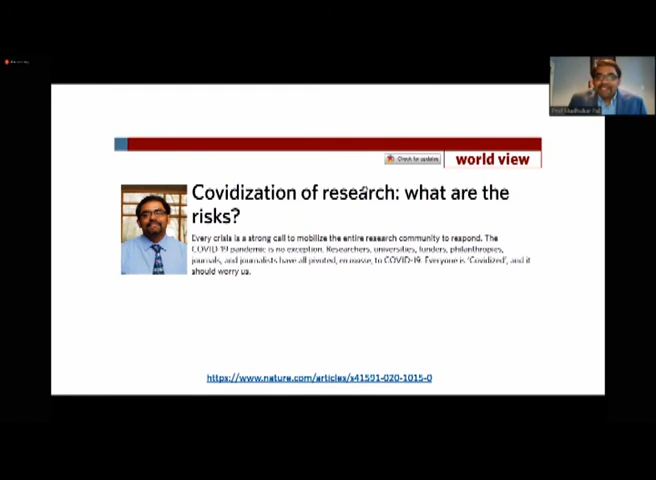 Prof Madhukar Pai
Check for updates
world view
Covidization of research: what are the
risks?
Every crisis is a strong call to mobilize the entire research community to respond. The
COVID-19 pandemic is no exception. Researchers, universities, funders, philanthropies,
journals, and journalists have all pivoted, en masse, to COVID-19. Everyone is 'Covidized', and it
should worry us.
https://www.nature.com/articles/s41591-020-1015-0